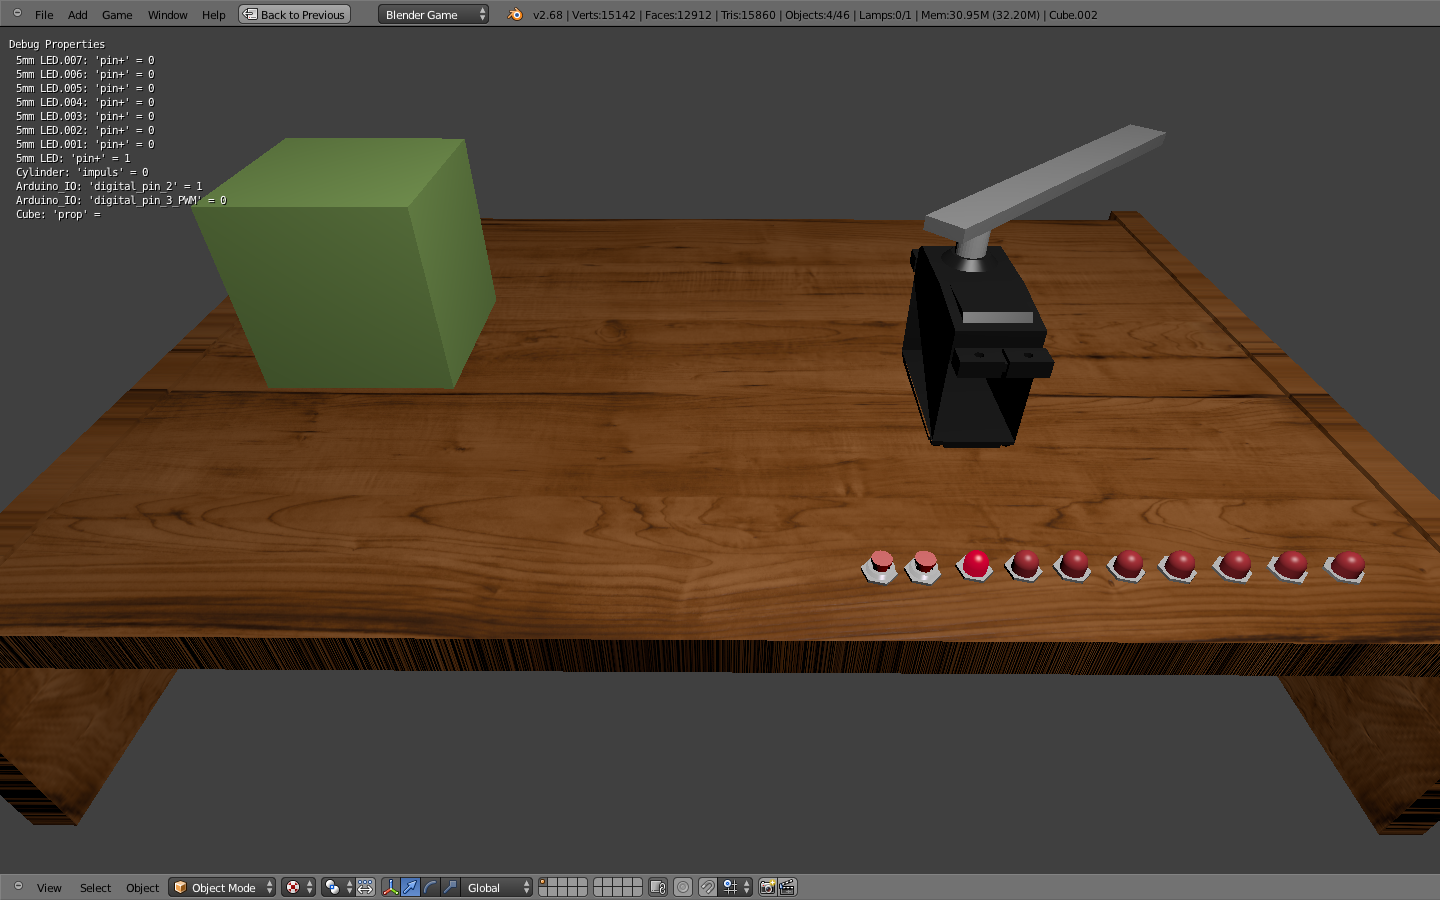 File Add Game Window Help Back to Previous Blender Game v2.68 | Verts:15142 | Faces:12912 | Tris:15860 | Objects:4/46 | Lamps:0/1 | Mem:30.95M (32.20M) | Cube.002
Debug Properties
5mm LED.007: 'pin+' = 0
5mm LED.006: 'pin+' = 0
5mm LED.005: 'pin+' = 0
5mm LED.004: 'pin+' = 0
5mm LED.003: 'pin+' = 0
5mm LED.002: 'pin+' = 0
5mm LED.001: 'pin+' = 0
5mm LED: 'pin+' = 1
Cylinder: 'impuls' = 0
Arduino_IO: 'digital_pin_2' = 1
Arduino_IO: 'digital_pin_3_PWM' = 0
Cube: 'prop' =
View Select Object Object Mode Global